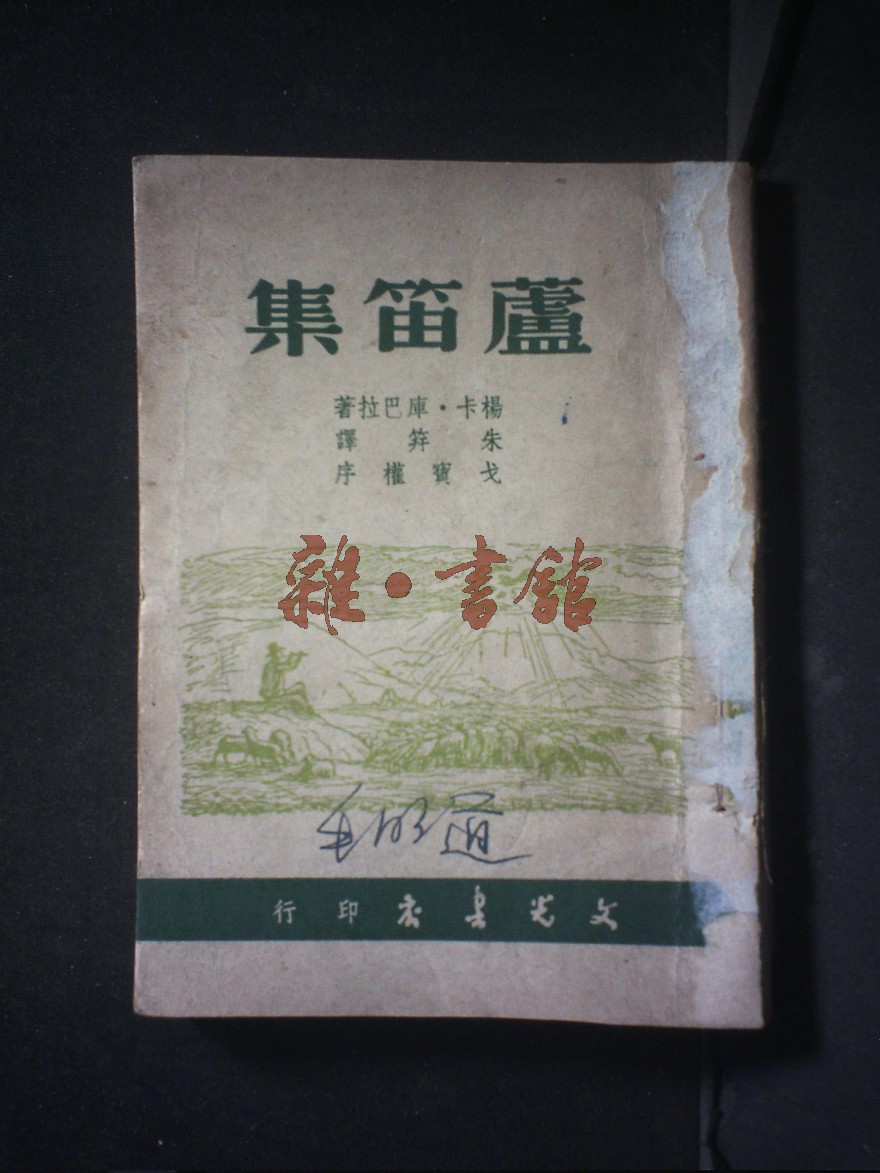 蘆笛集
楊卡・庫巴拉著
朱笄譯
戈寶權序
雜・書館
文光書店印行